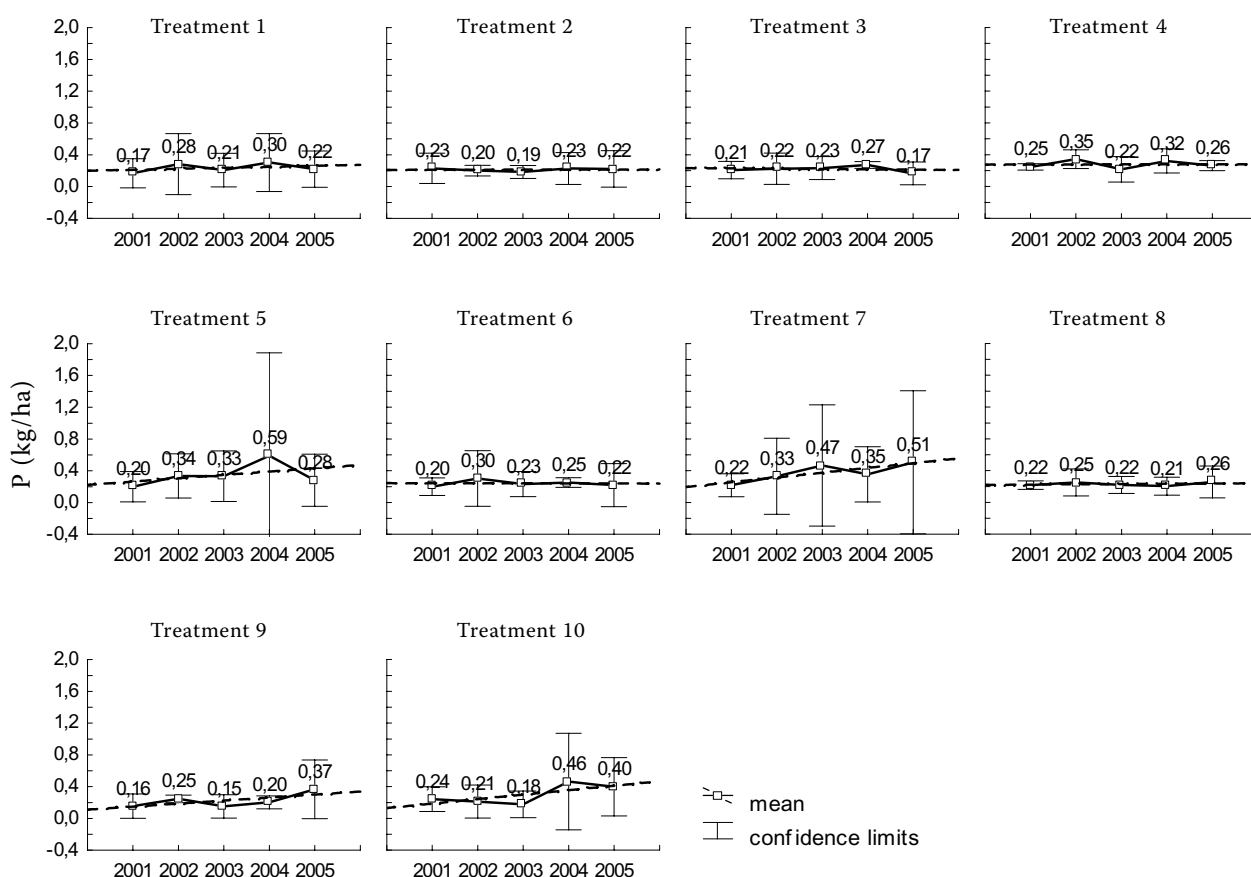 Treatment 1
Treatment 2
Treatment 3
Treatment 4
2,0
1,6
1,2
0,8
0,4
0,0
-0,4
0,17 0,28 0,21 0,30 0,22
0,23 0,20 0,19 0,23 0,22
0,21 0,22 0,23 0,27 0,17
0,25 0,35 0,22 0,32 0,26
2001 2002 2003 2004 2005
2001 2002 2003 2004 2005
2001 2002 2003 2004 2005
2001 2002 2003 2004 2005
P (kg/ha)
Treatment 5
Treatment 6
Treatment 7
Treatment 8
2,0
1,6
1,2
0,8
0,4
0,0
-0,4
0,20 0,34 0,33 0,59 0,28
0,20 0,30 0,23 0,25 0,22
0,22 0,33 0,47 0,35 0,51
0,22 0,25 0,22 0,21 0,26
2001 2002 2003 2004 2005
2001 2002 2003 2004 2005
2001 2002 2003 2004 2005
2001 2002 2003 2004 2005
Treatment 9
Treatment 10
2,0
1,6
1,2
0,8
0,4
0,0
-0,4
0,16 0,25 0,15 0,20 0,37
0,24 0,21 0,18 0,46 0,40
2001 2002 2003 2004 2005
2001 2002 2003 2004 2005
mean
confidence limits